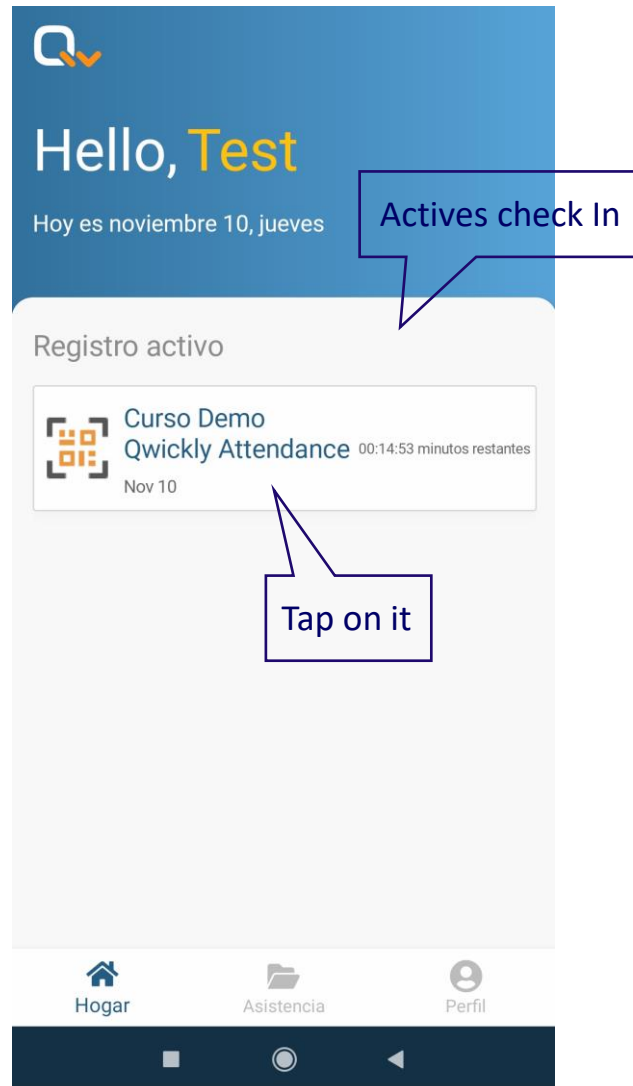 Hello, Test
Hoy es noviembre 10, jueves
Actives check In
Registro activo
Curso Demo
Qwickly Attendance 00:14:53 minutos restantes
Nov 10
Tap on it
Hogar Asistencia Perfil